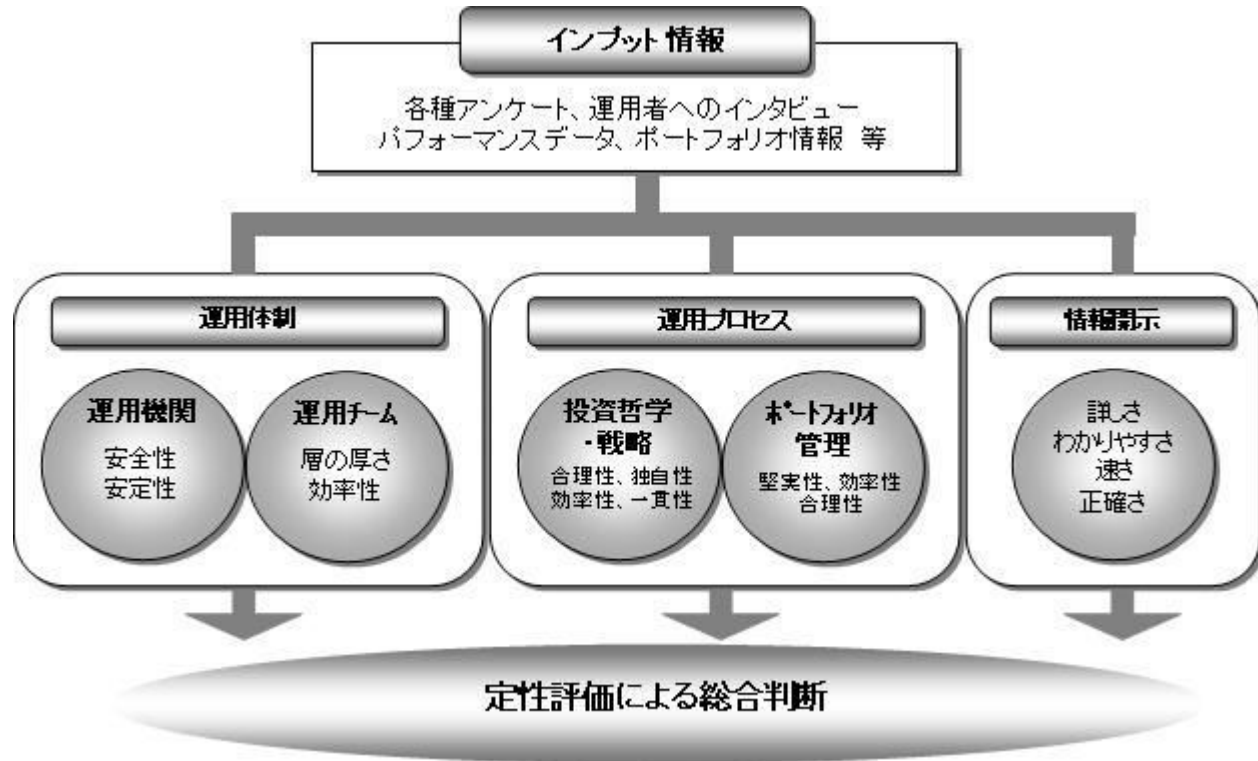 インプット情報
各種アンケート、運用者へのインタビュー
パフォーマンスデータ、ポートフォリオ情報 等
運用体制
運用機関
安全性
安定性
運用チーム
層の厚さ
効率性
運用プロセス
投資哲学
・戦略
合理性、独自性
効率性、一貫性
ポートフォリオ
管理
堅実性、効率性
合理性
情報開示
詳しさ
わかりやすさ
速さ
正確さ
定性評価による総合判断